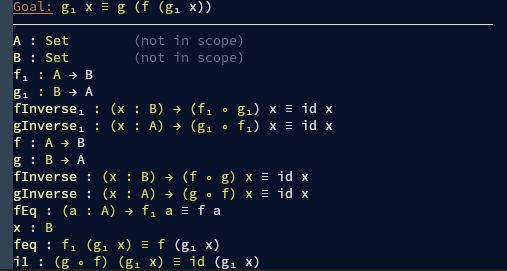 Goal: g₁ x ≡ g (f (g₁ x))
A : Set (not in scope)
B : Set (not in scope)
f₁ : A → B
g₁ : B → A
fInverse₁ : (x : B) → (f₁ ∘ g₁) x ≡ id x
gInverse₁ : (x : A) → (g₁ ∘ f₁) x ≡ id x
f : A → B
g : B → A
fInverse : (x : B) → (f ∘ g) x ≡ id x
gInverse : (x : A) → (g ∘ f) x ≡ id x
fEq : (a : A) → f₁ a ≡ f a
x : B
feq : f₁ (g₁ x) ≡ f (g₁ x)
il : (g ∘ f) (g₁ x) ≡ id (g₁ x)